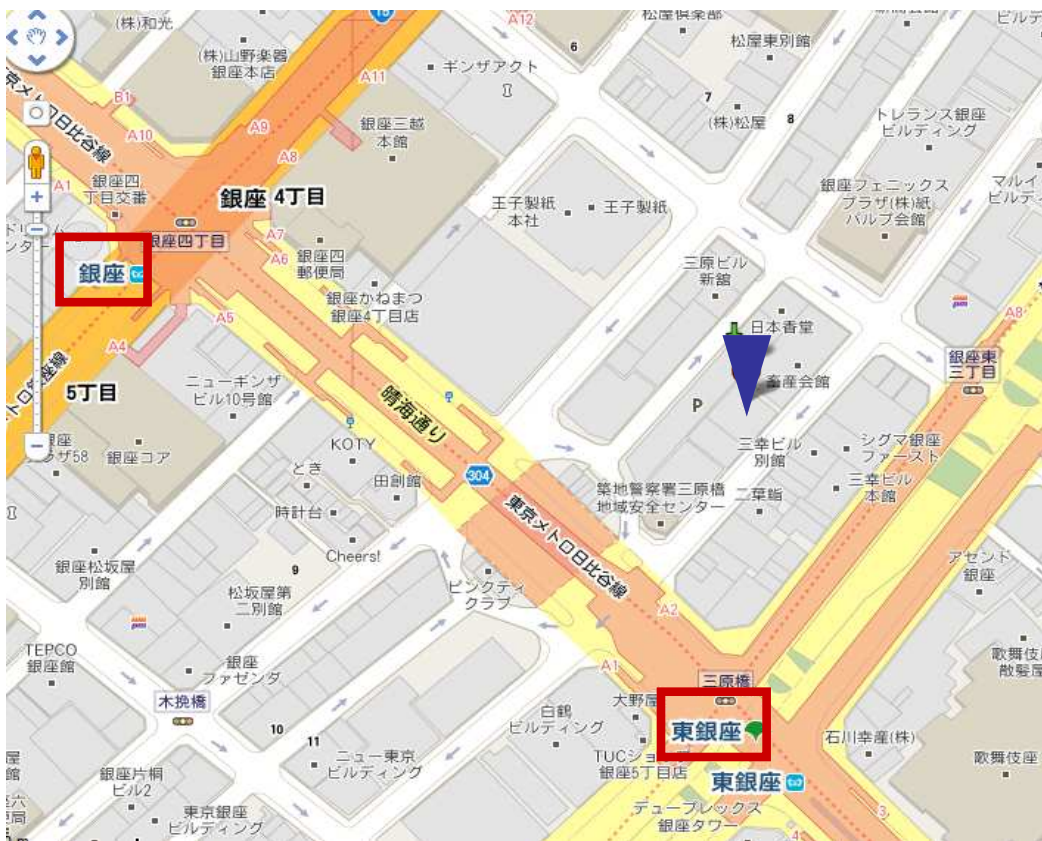 (株)和光
15
A12
松屋倶楽部
6
松屋東別館
(株)山野楽器
銀座本店
A11
ギンザアクト
7
8
(株)松屋
トレランス銀座
ビルディング
B1
A10
A9
A8
銀座三越
本館
A1
銀座四
丁目交番
銀座 4丁目
王子製紙
本社
王子製紙
銀座フェニックス
プラザ(株)紙
パルプ会館
銀座四丁目
A7
A6
銀座四
郵便局
銀座
銀座かねまつ
銀座4丁目店
三原ビル
新館
A5
日本香堂
A8
A4
銀座東
三丁目
5丁目
ニューギンザ
ビル10号館
晴海通り
畜産会館
P
銀座コア
KOTY
三幸ビル
別館
シグマ銀座
ファースト
とき
田創館
304
築地警察署三原橋
地域安全センター
二葉鮨
三幸ビル
本館
時計台
東京メトロ日比谷線
Cheers!
銀座松坂屋
別館
9
松坂屋第
二別館
ピンクティ
クラブ
アセンド
銀座
A2
TEPCO
銀座館
銀座
ファゼンダ
A1
三原橋
木挽橋
大野屋
白鶴
ビルディング
東銀座
10
11
石川幸産(株)
歌舞伎座
ニュー東京
ビルディング
銀座5丁目店
東銀座
銀座片桐
ビル2
東京銀座
ビルディング
デュープレックス
銀座タワー
3
4